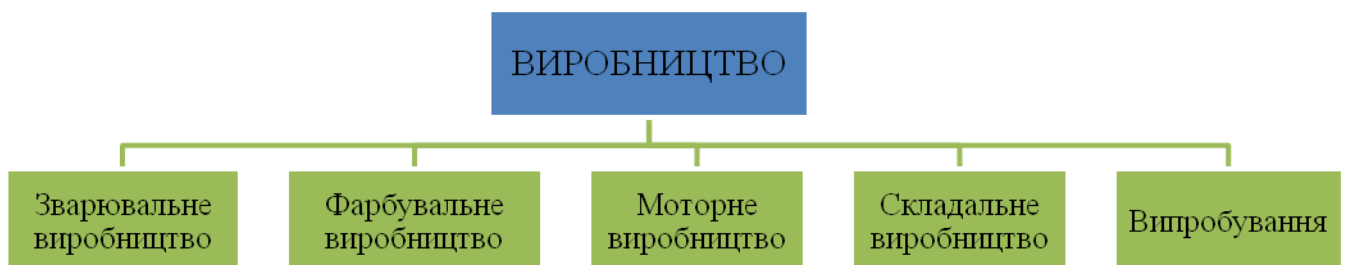 ВИРОБНИЦТВО
Зварювальне
виробництво
Фарбувальне
виробництво
Моторне
виробництво
Складальне
виробництво
Випробування